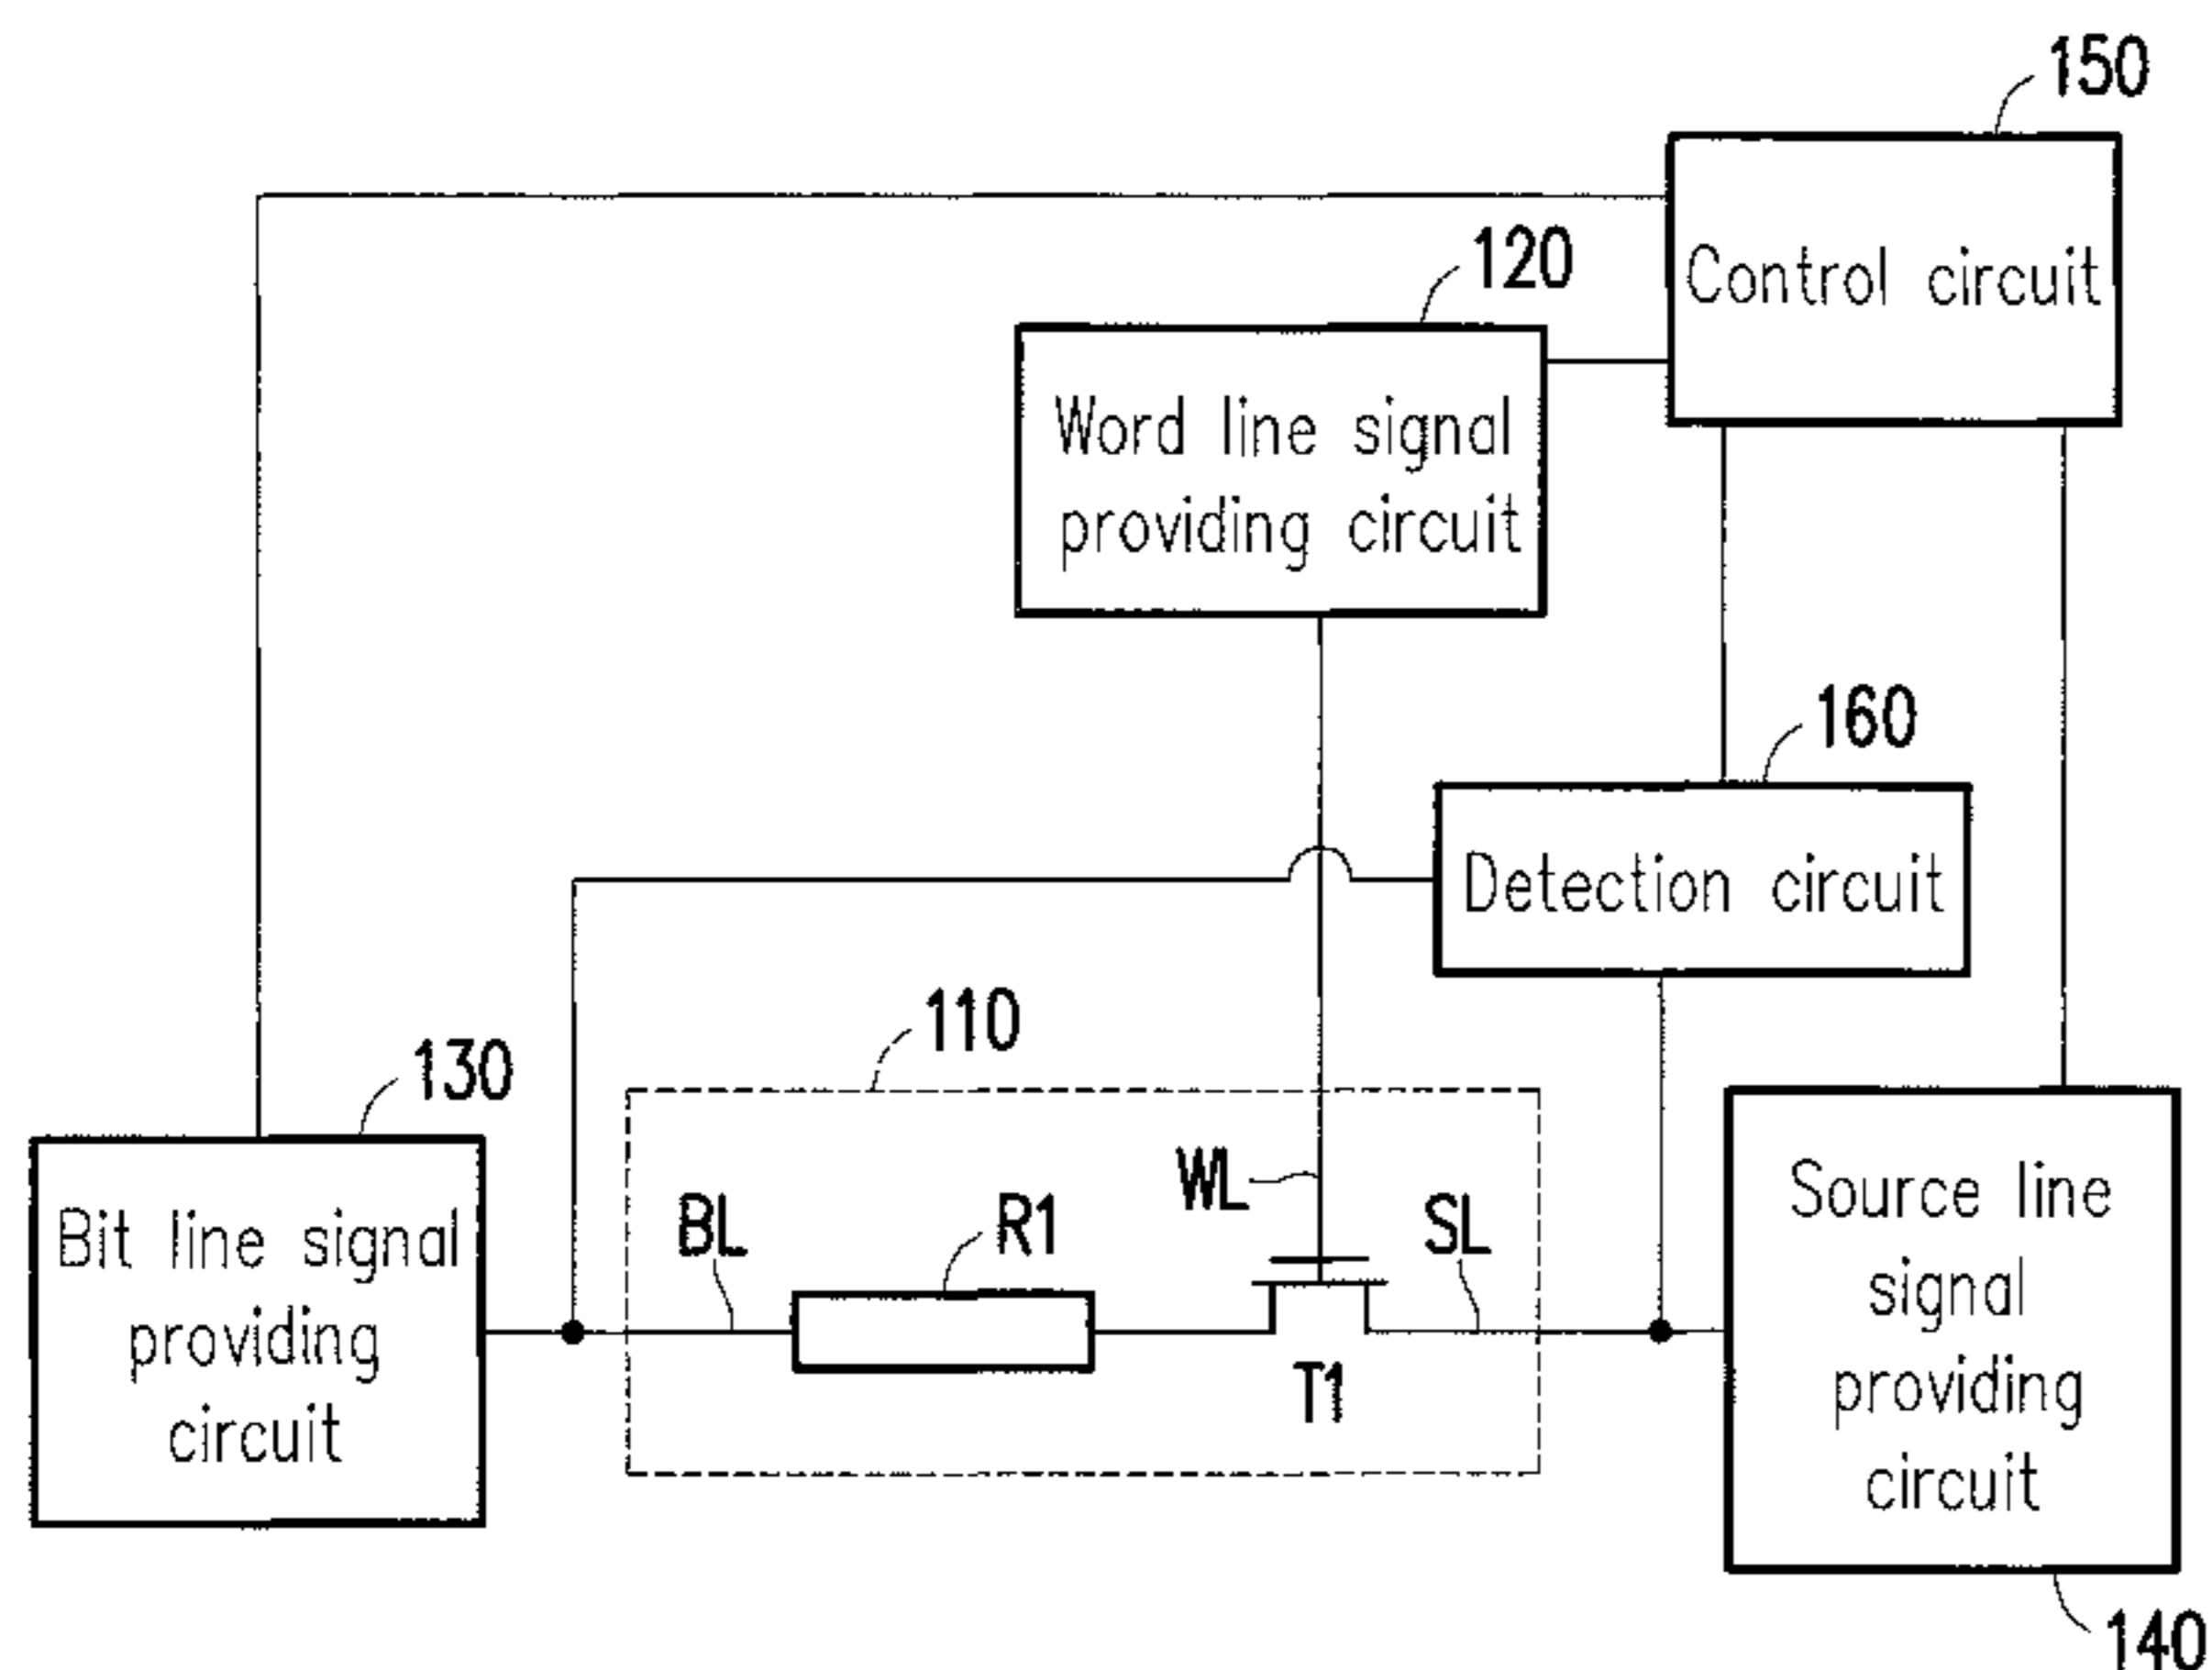 150
Control circuit
120
Word line signal
providing circuit
160
Detection circuit
110
130
Bit line signal
providing
circuit
BL
R1
WL
SL
T1
Source line
signal
providing
circuit
140